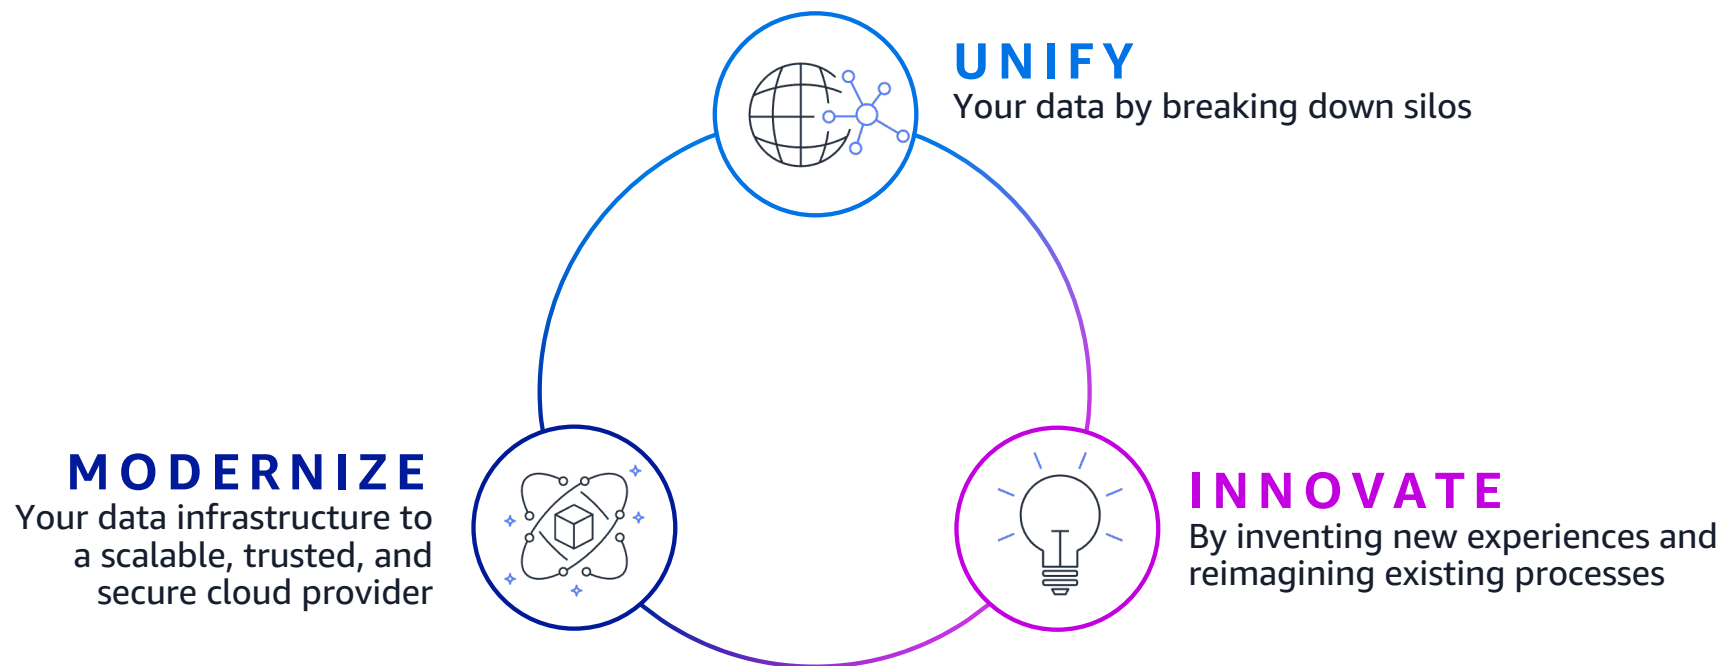 UNIFY
Your data by breaking down silos
MODERNIZE
Your data infrastructure to
a scalable, trusted, and
secure cloud provider
INNOVATE
By inventing new experiences and
reimagining existing processes